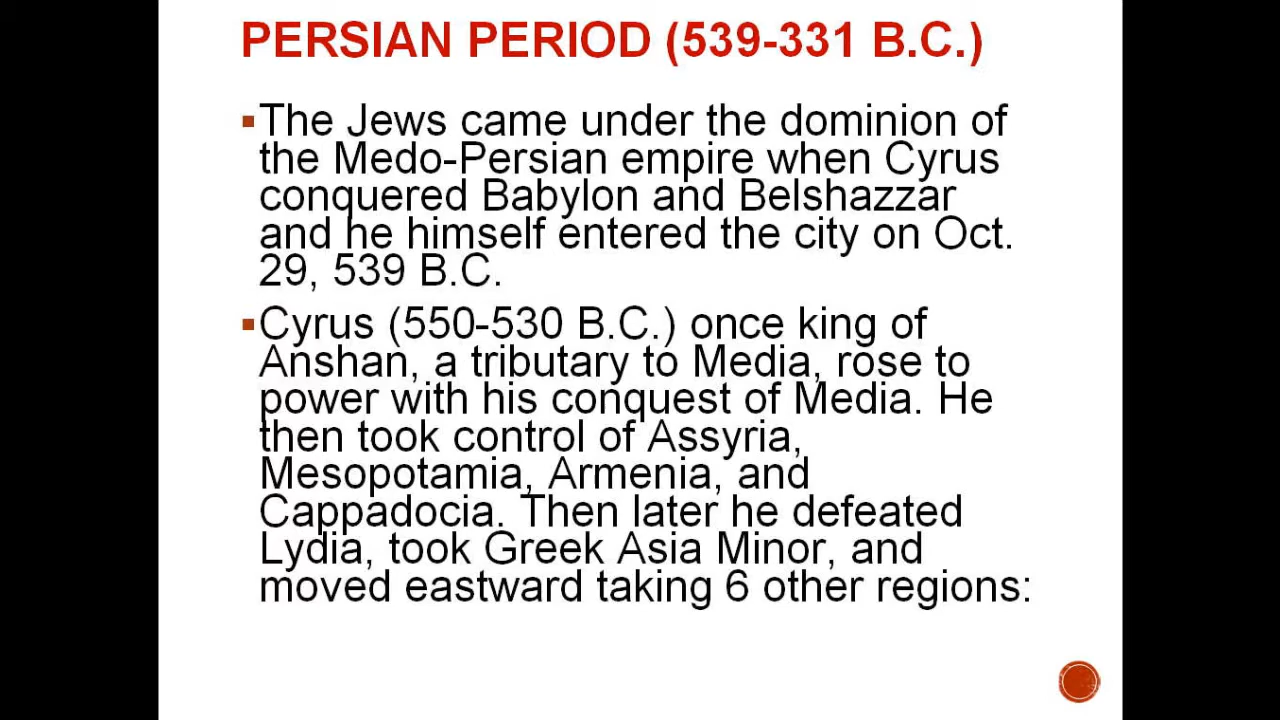 PERSIAN PERIOD (539-331 B.C.)
▪The Jews came under the dominion of
the Medo-Persian empire when Cyrus
conquered Babylon and Belshazzar
and he himself entered the city on Oct.
29, 539 B.C.
▪Cyrus (550-530 B.C.) once king of
Anshan, a tributary to Media, rose to
power with his conquest of Media. He
then took control of Assyria,
Mesopotamia, Armenia, and
Cappadocia. Then later he defeated
Lydia, took Greek Asia Minor, and
moved eastward taking 6 other regions: